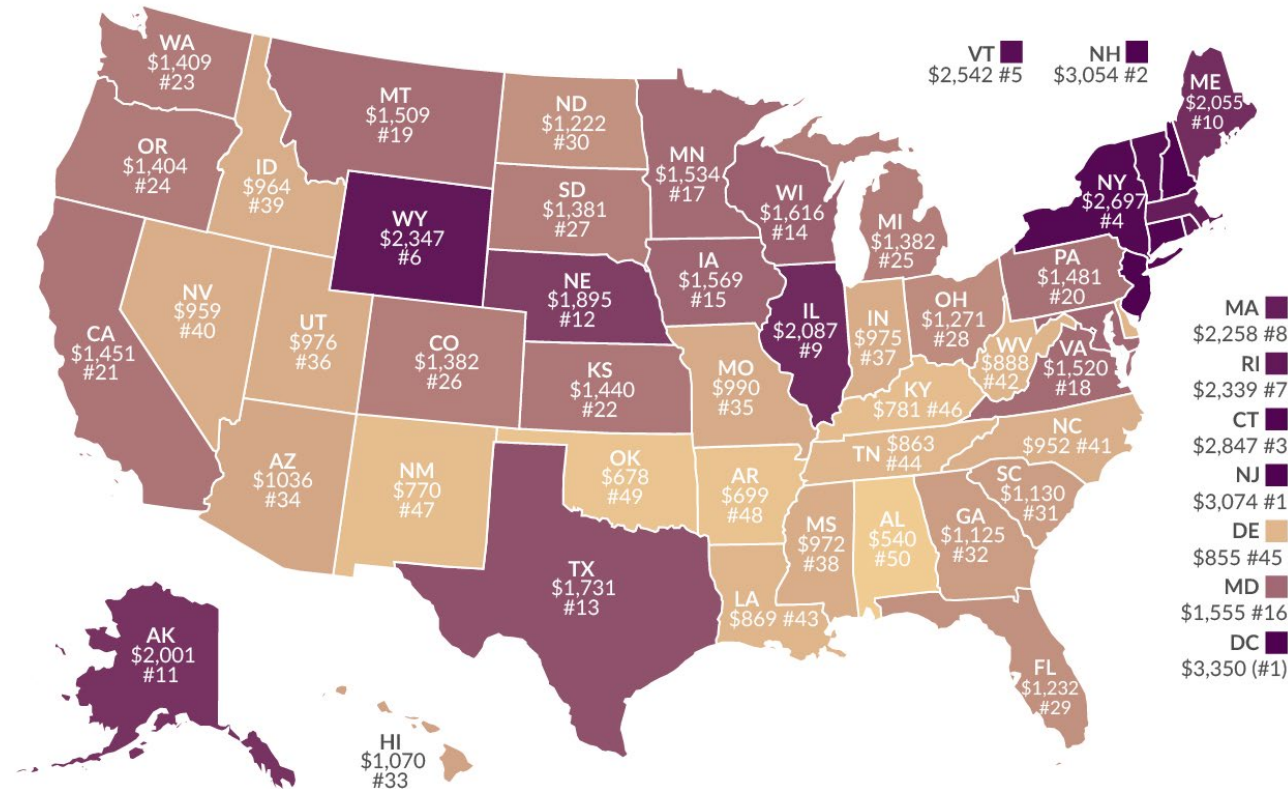 WA
$1,409
#23
OR
$1,404
#24
CA
$1,451
#21
ID
$964
#39
NV
$959
#40
MT
$1,509
#19
WY
$2,347
#6
UT
$976
#36
AZ
$1036
#34
CO
$1,382
#26
NM
$770
#47
ND
$1,222
#30
SD
$1,381
#27
NE
$1,895
#12
KS
$1,440
#22
OK
$678
#49
TX
$1,731
#13
MN
$1,534
#17
IA
$1,569
#15
MO
$990
#35
AR
$699
#48
LA
$869 #43
WI
$1,616
#14
IL
$2,087
#9
MI
$1,382
#25
IN
$975
#37
OH
$1,271
#28
KY
$781 #46
TN $863
#44
MS
$972
#38
AL
$540
#50
GA
$1,125
#32
FL
$1,232
#29
SC
$1,130
#31
NC
$952 #41
VA
$1,520
#18
WV
$888
#42
PA
$1,481
#20
NY
$2,697
#4
ME
$2,055
#10
VT
$2,542 #5
NH
$3,054 #2
MA
$2,258 #8
RI
$2,339 #7
CT
$2,847 #3
NJ
$3,074 #1
DE
$855 #45
MD
$1,555 #16
DC
$3,350 (#1)
AK
$2,001
#11
HI
$1,070
#33